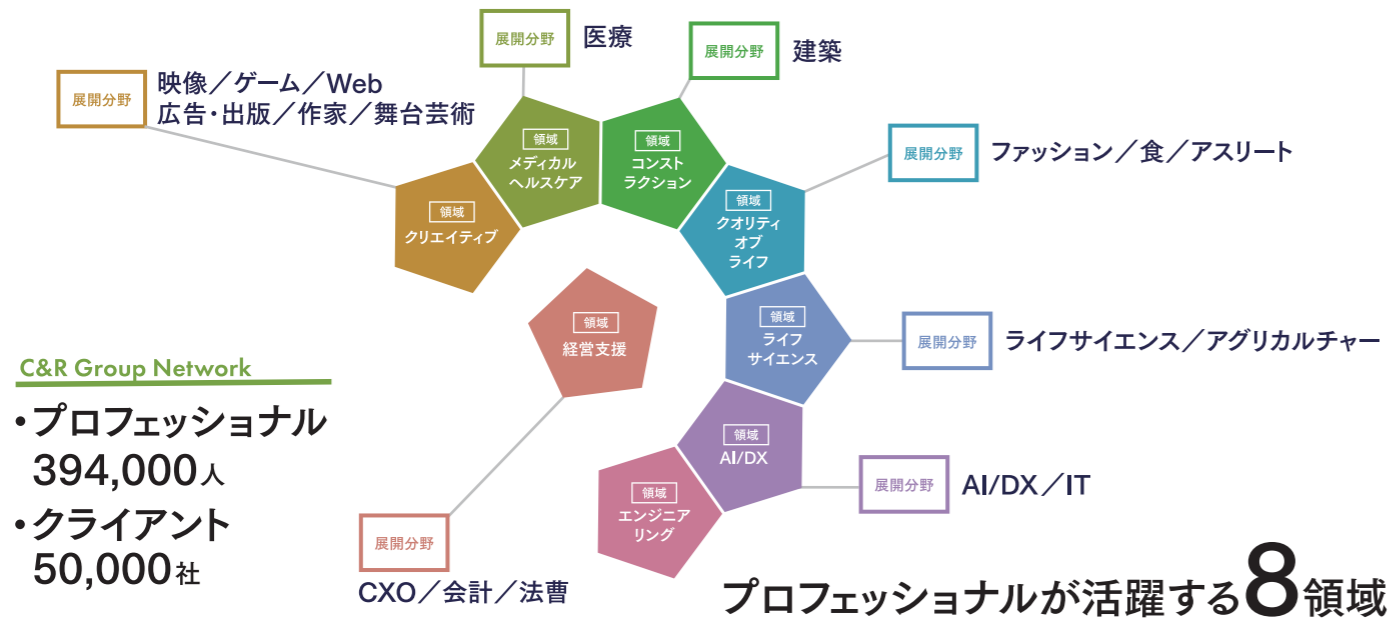 展開分野
医療
展開分野
建築
展開分野
映像／ゲーム／Web
広告・出版／作家／舞台芸術
展開分野
ファッション／食／アスリート
領域
メディカル
ヘルスケア
領域
コンスト
ラクション
領域
クリエイティブ
領域
クオリティ
オブ
ライフ
領域
経営支援
領域
ライフ
サイエンス
展開分野
ライフサイエンス／アグリカルチャー
C&R Group Network
・プロフェッショナル
394,000人
・クライアント
50,000社
領域
AI/DX
展開分野
AI/DX／IT
領域
エンジニア
リング
展開分野
CXO／会計／法曹
プロフェッショナルが活躍する8領域